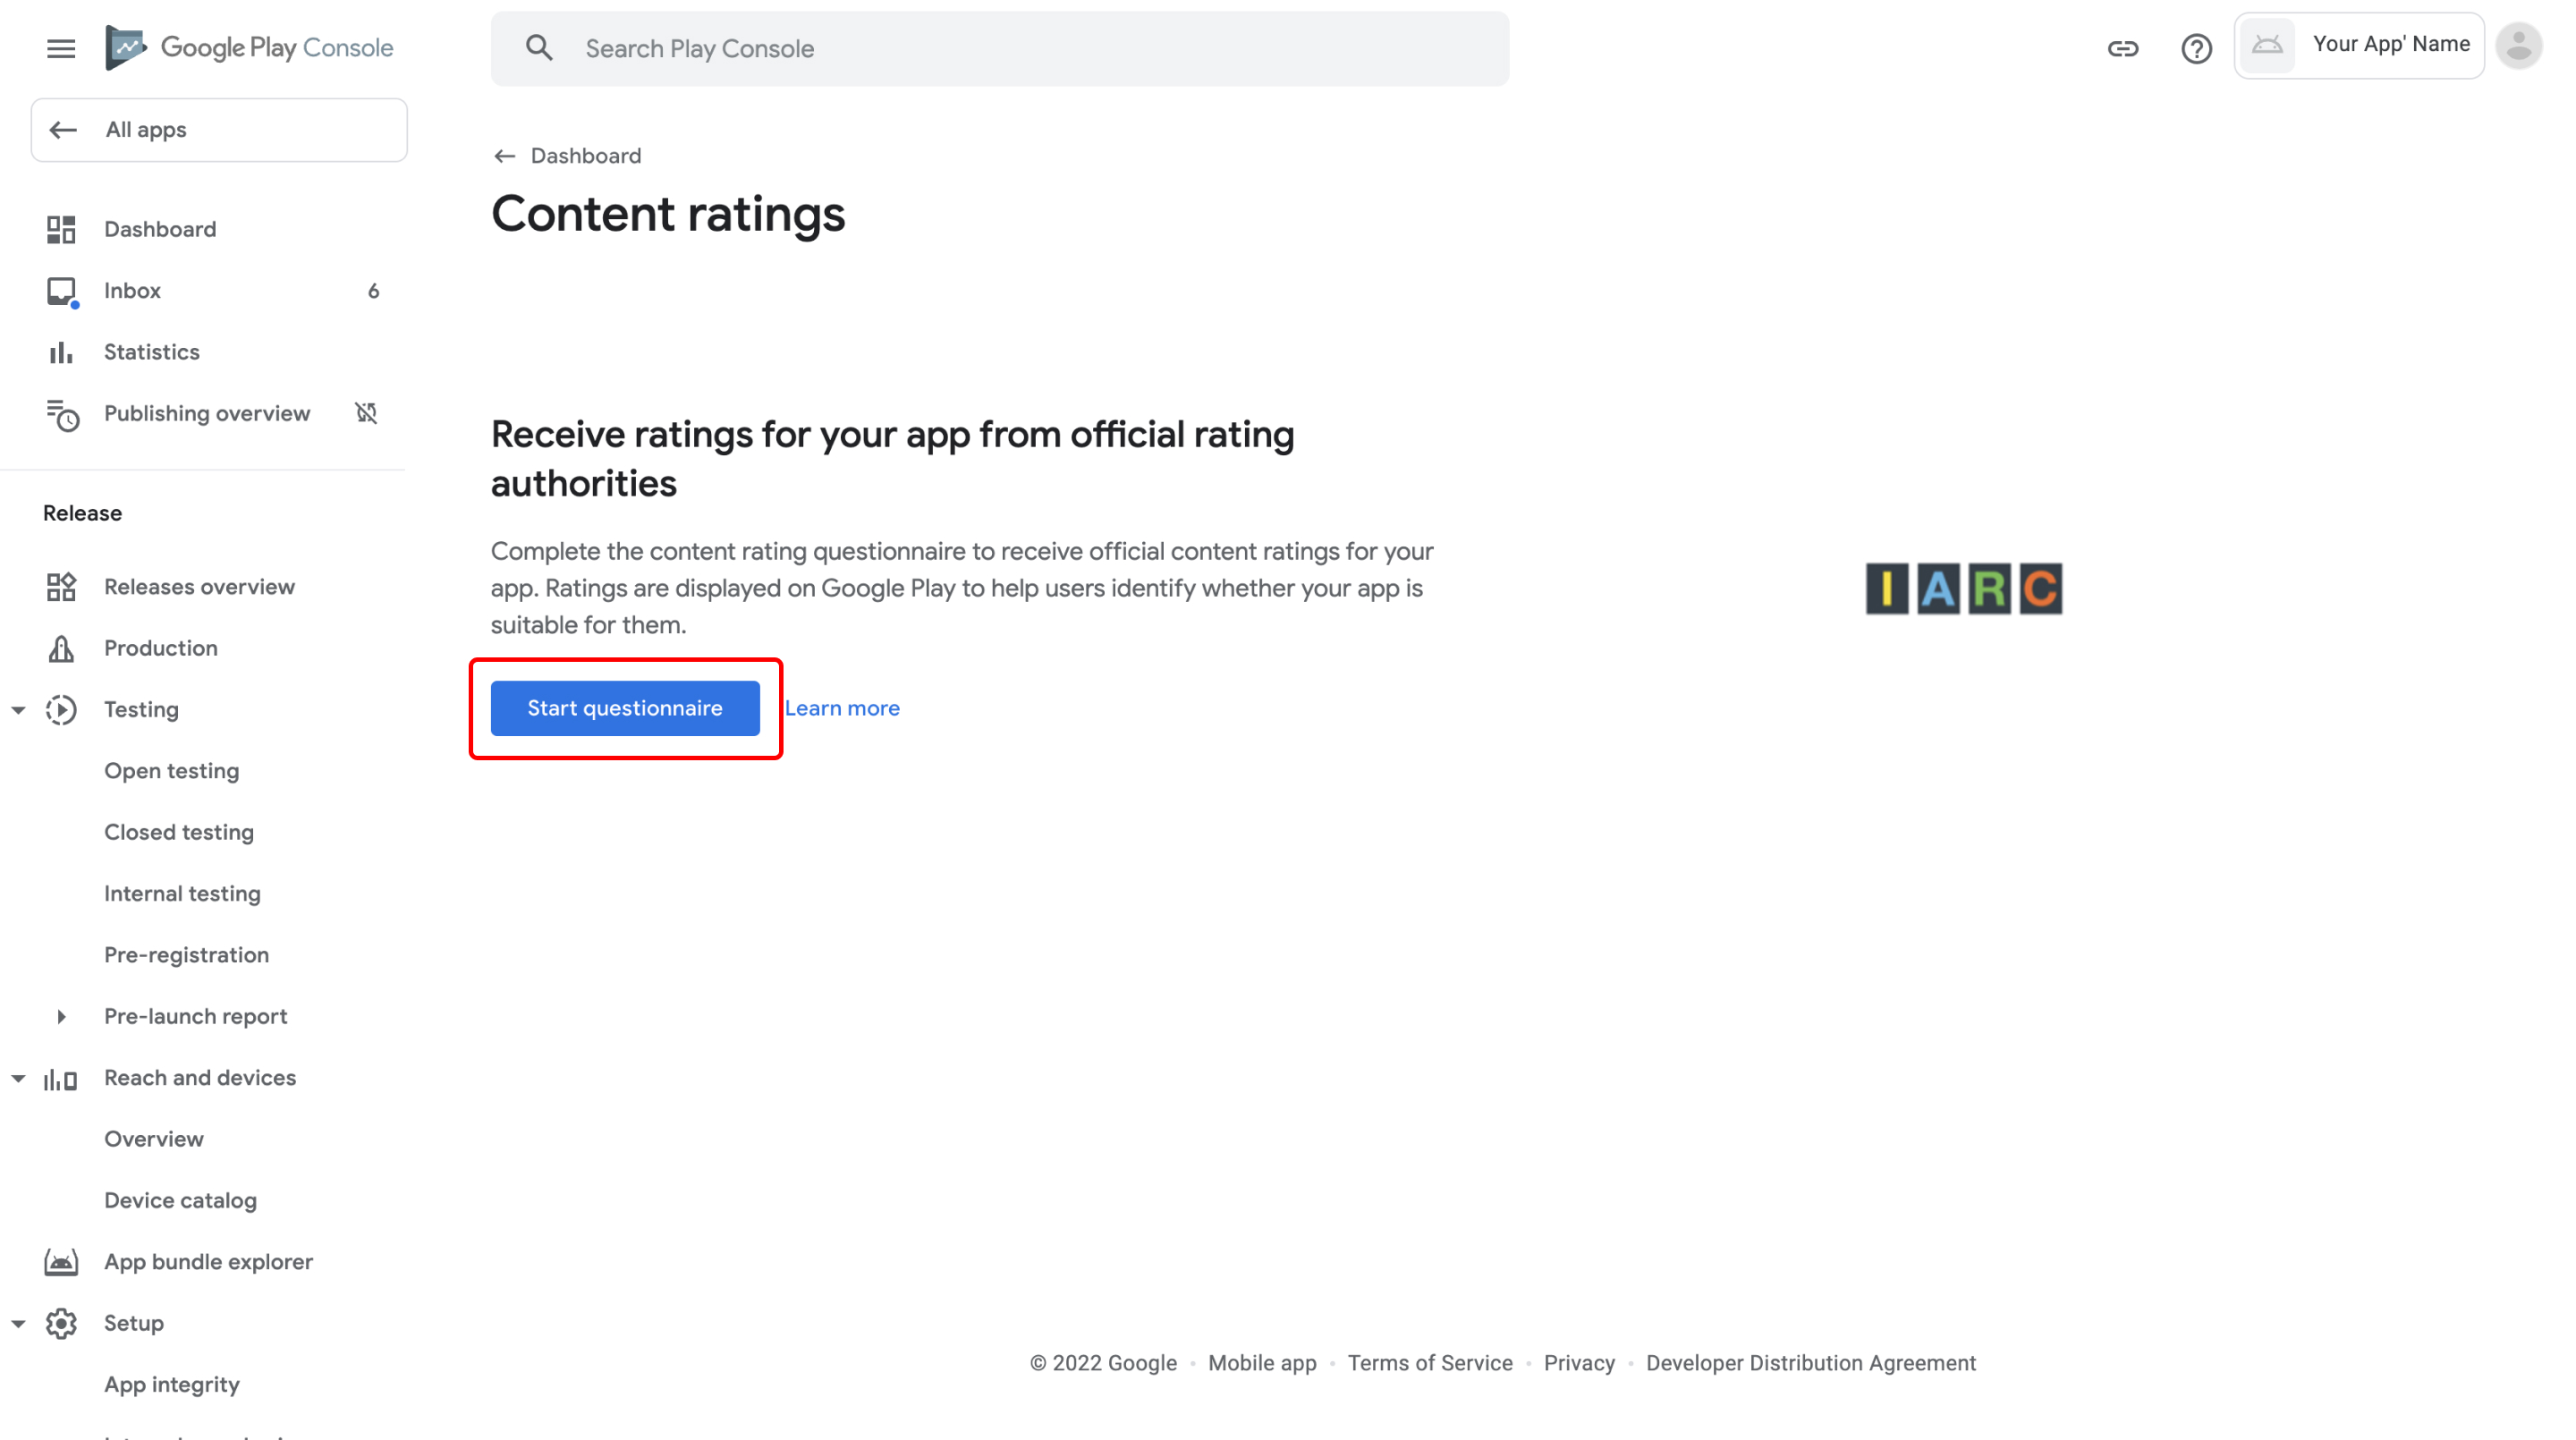 Google Play Console
Search Play Console
Your App' Name
All apps
Dashboard
Inbox 6
Statistics
Publishing overview
Release
Releases overview
Production
Testing
Open testing
Closed testing
Internal testing
Pre-registration
Pre-launch report
Reach and devices
Overview
Device catalog
App bundle explorer
Setup
App integrity
Dashboard
Content ratings
Receive ratings for your app from official rating
authorities
Complete the content rating questionnaire to receive official content ratings for your
app. Ratings are displayed on Google Play to help users identify whether your app is
suitable for them.
Start questionnaire
Learn more
IARC
© 2022 Google • Mobile app • Terms of Service • Privacy • Developer Distribution Agreement